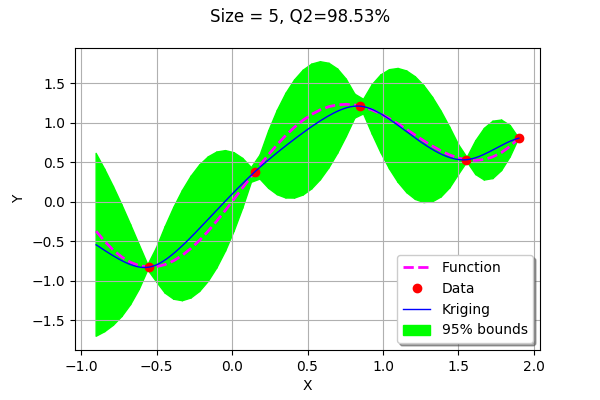 Size = 5, Q2=98.53%
Y
1.5
1.0
0.5
0.0
−0.5
−1.0
−1.5
Function
Data
Kriging
95% bounds
−1.0 −0.5 0.0 0.5 1.0 1.5 2.0
X